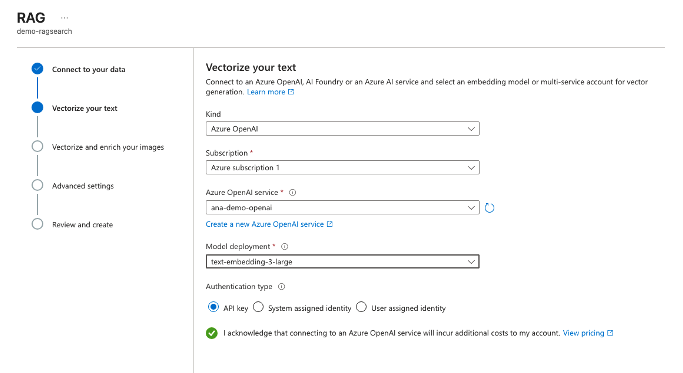 RAG ...
demo-ragsearch
Connect to your data
Vectorize your text
Vectorize and enrich your images
Advanced settings
Review and create
Vectorize your text
Connect to an Azure OpenAI, AI Foundry or an Azure AI service and select an embedding model or multi-service account for vector
generation. Learn more
Kind
Azure OpenAI
Subscription *
Azure subscription 1
Azure OpenAI service *
ana-demo-openai
Create a new Azure OpenAI service
Model deployment *
text-embedding-3-large
Authentication type
API key System assigned identity User assigned identity
I acknowledge that connecting to an Azure OpenAI service will incur additional costs to my account. View pricing